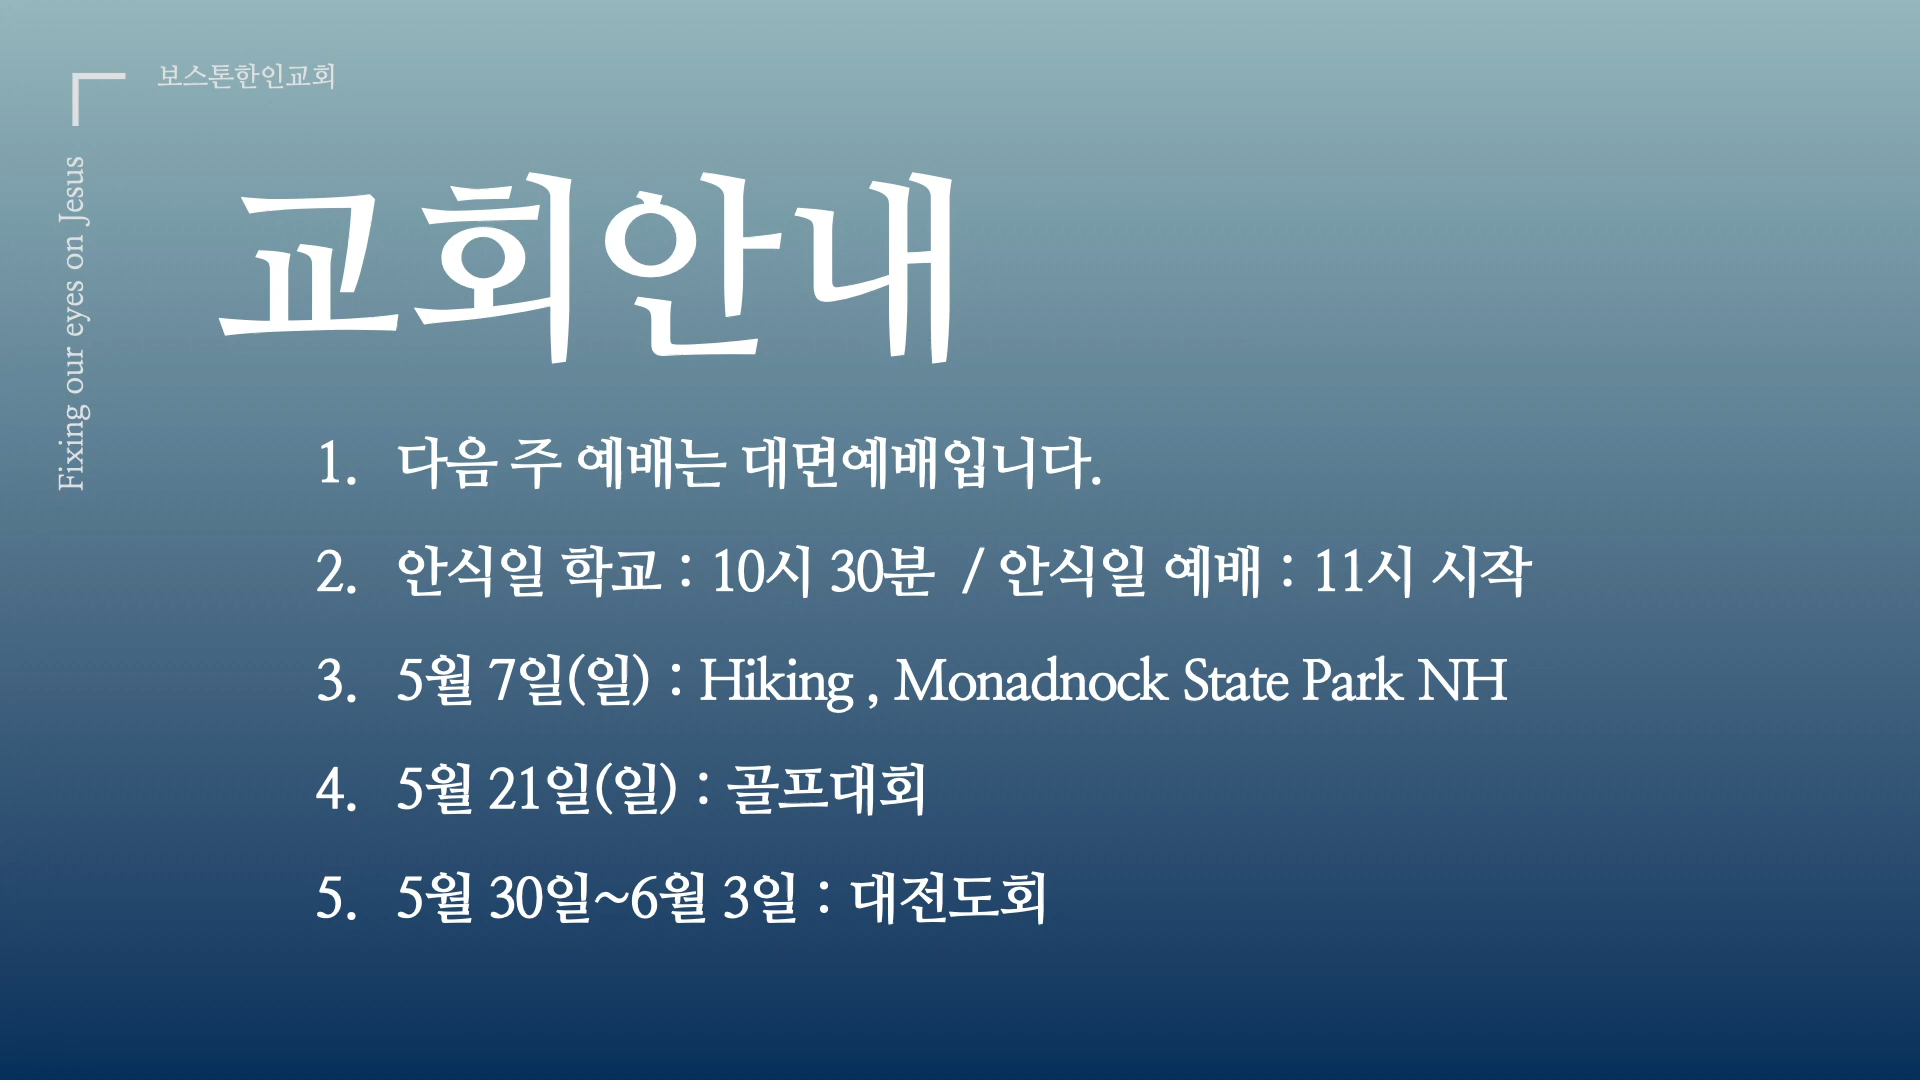 보스톤한인교회
Fixing our eyes on Jesus
교회안내
1. 다음 주 예배는 대면예배입니다.
2. 안식일 학교 : 10시 30분 / 안식일 예배 : 11시 시작
3. 5월 7일(일) : Hiking , Monadnock State Park NH
4. 5월 21일(일) : 골프대회
5. 5월 30일~6월 3일 : 대전도회